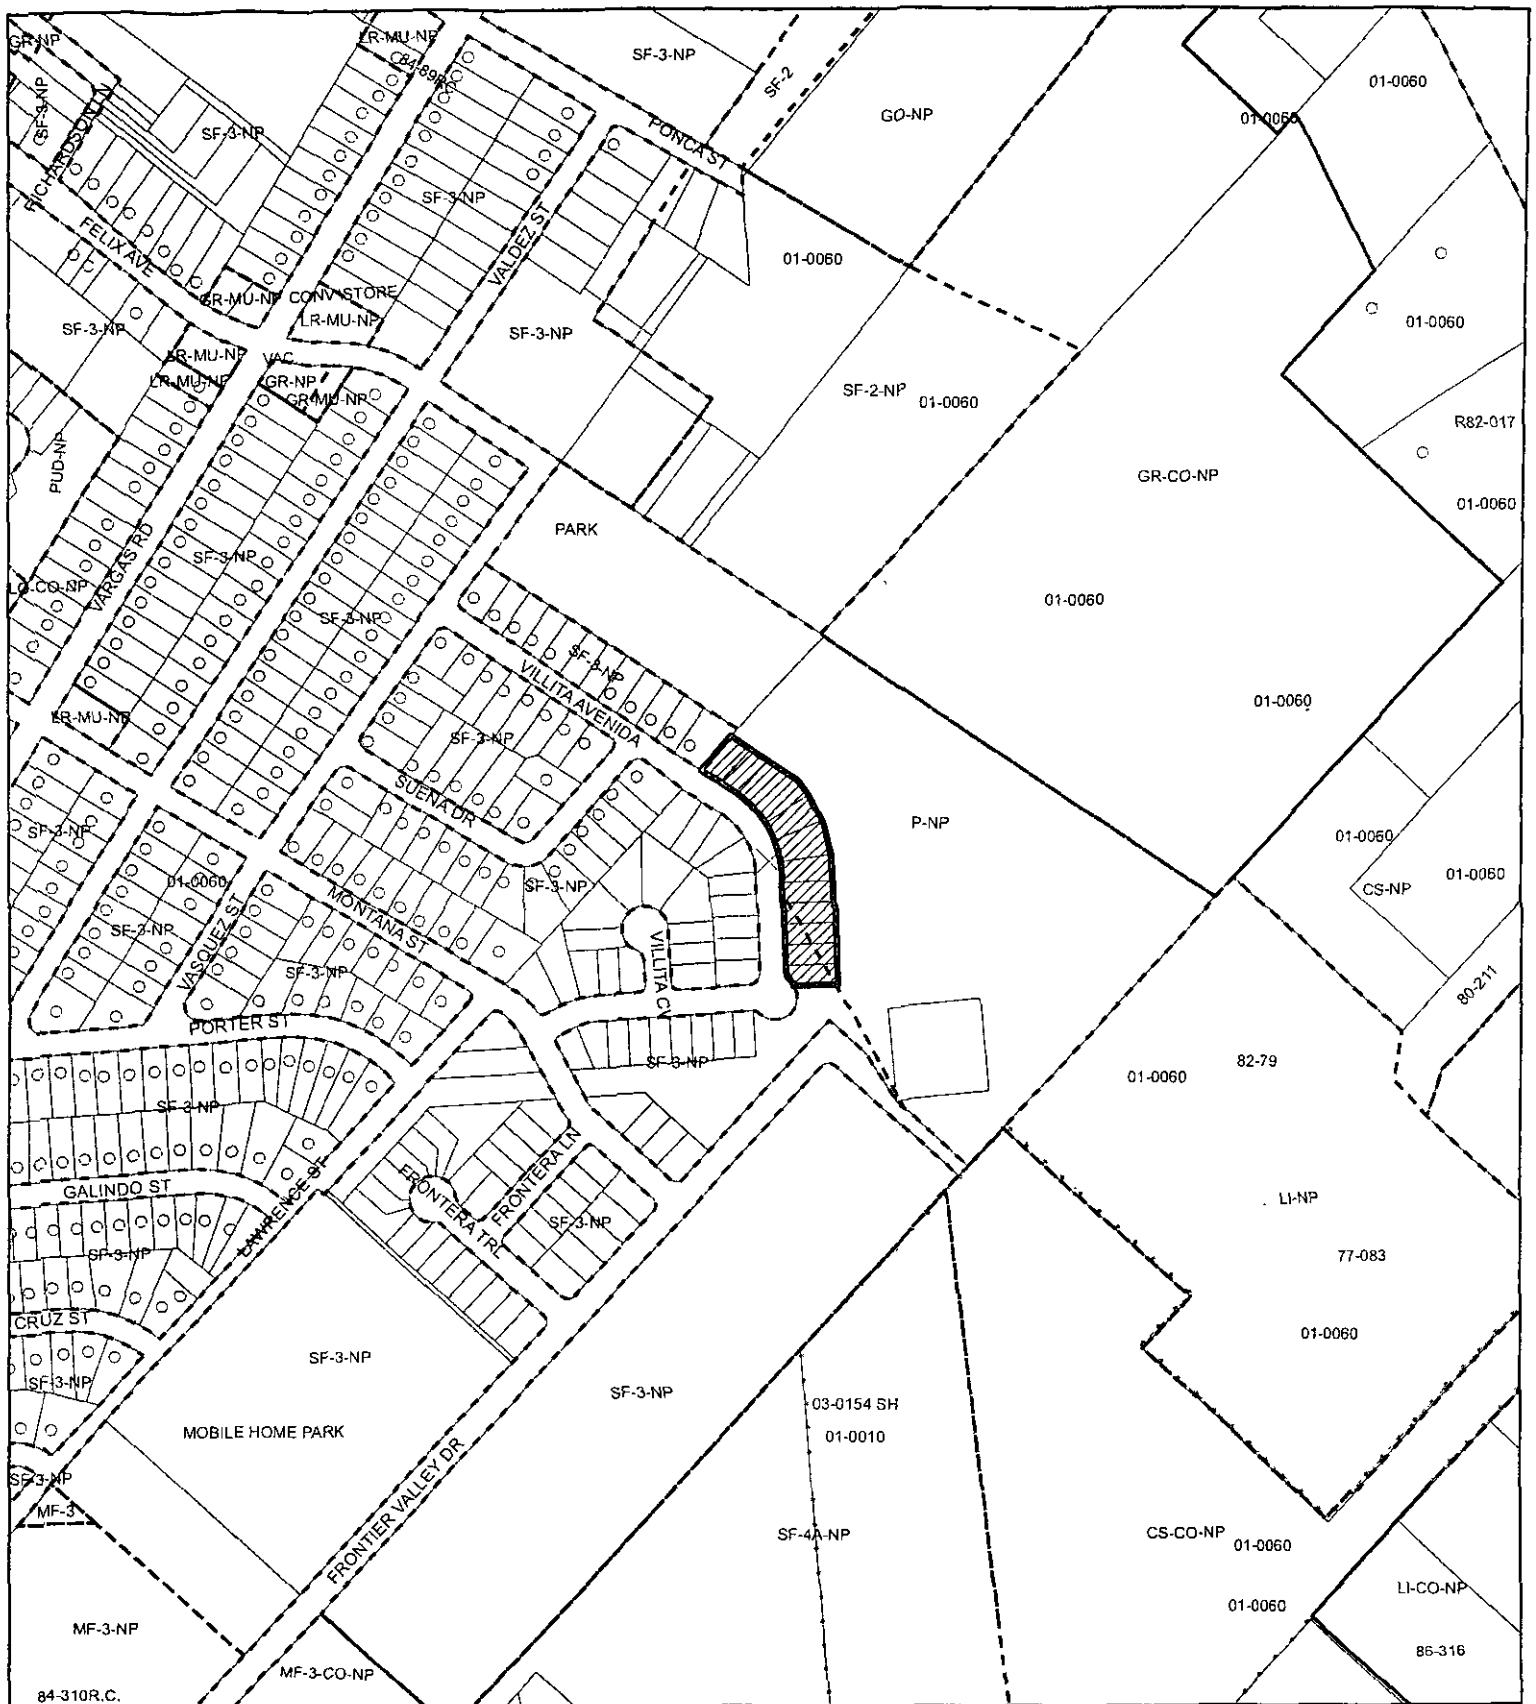 GR-NP
LR-MU-NP
SF-3-NP
SF-2
01-0060
GO-NP
01-0060
SF-3-NP
SF-3-NP
PONCA ST
RICHARDSON LN
SF-3-NP
VALDEZ ST
FELIX AVE
01-0060
GR-MU-NP
CONV STORE
LR-MU-NP
SF-3-NP
SF-3-NP
01-0060
VAC
LR-MU-NP
GR-NP
GR-MU-NP
SF-2-NP
01-0060
R82-017
PUD-NP
GR-CO-NP
01-0060
PARK
VARGAS RD
SF-3-NP
LO-CO-NP
01-0060
SF-3-NP
SF-3-NP
VILLITA AVENIDA
01-0060
LR-MU-NP
SF-3-NP
SUENA DR
P-NP
SF-3-NP
01-0060
01-0060
01-0060
CS-NP
SF-3-NP
MONTANA ST
VASQUEZ ST
SF-3-NP
VILLITA CV
SF-3-NP
80-211
PORTER ST
SF-3-NP
82-79
01-0060
SF-3-NP
FRONTERA LN
GALINDO ST
FRONTERA TRL
LI-NP
LAWRENCE ST
SF-3-NP
SF-3-NP
77-083
CRUZ ST
01-0060
SF-3-NP
SF-3-NP
SF-3-NP
03-0154 SH
01-0010
MOBILE HOME PARK
FRONTIER VALLEY DR
SF-3-NP
MF-3
SF-4A-NP
CS-CO-NP
01-0060
LI-CO-NP
01-0060
MF-3-NP
86-316
MF-3-CO-NP
84-310R.C.